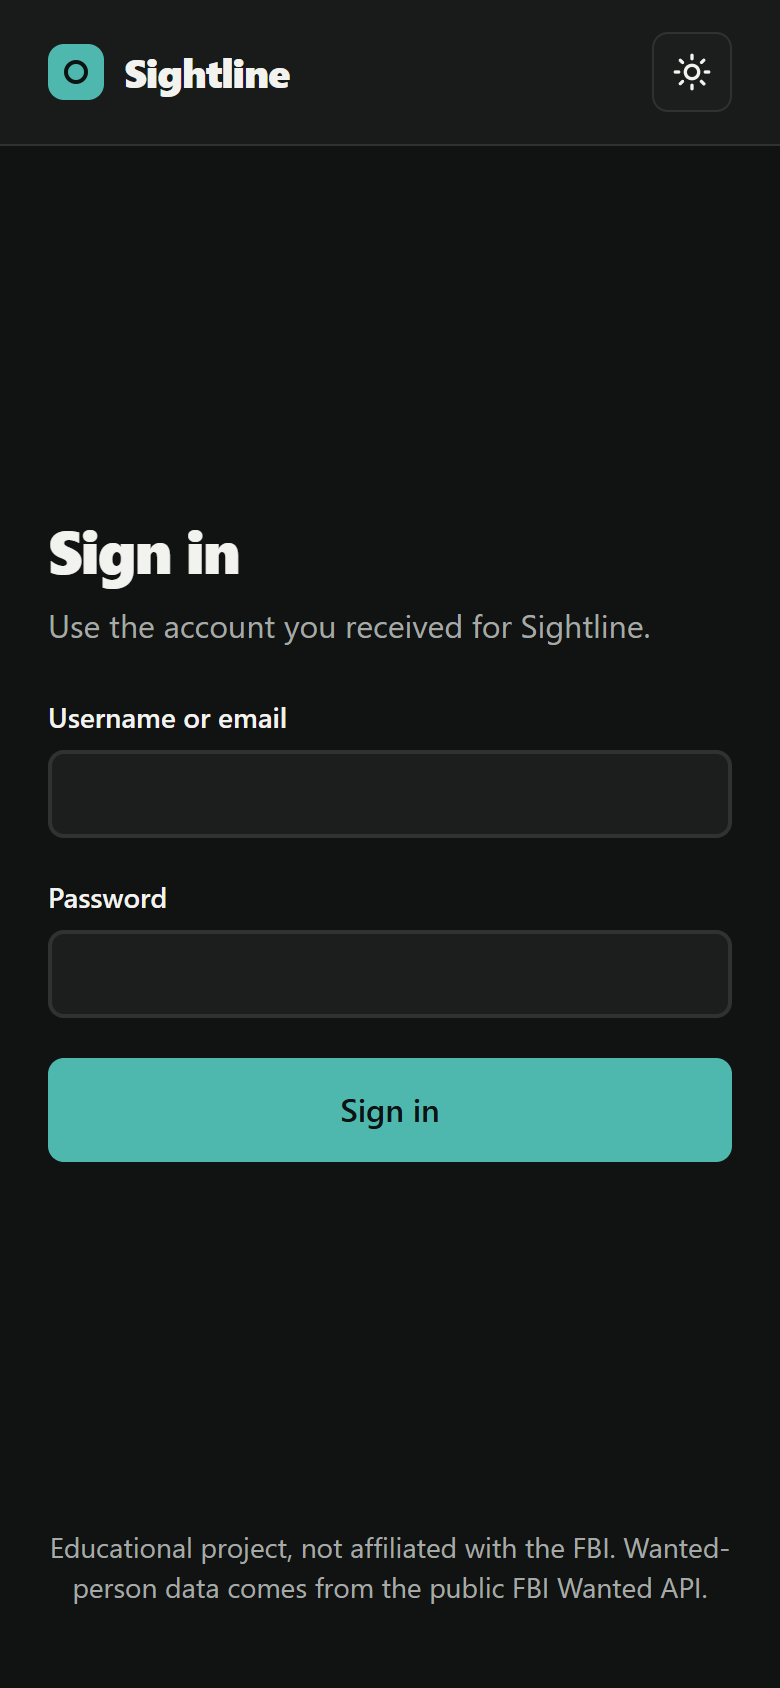 Sightline
Sign in
Use the account you received for Sightline.
Username or email
Password
Sign in
Educational project, not affiliated with the FBI. Wanted-
person data comes from the public FBI Wanted API.